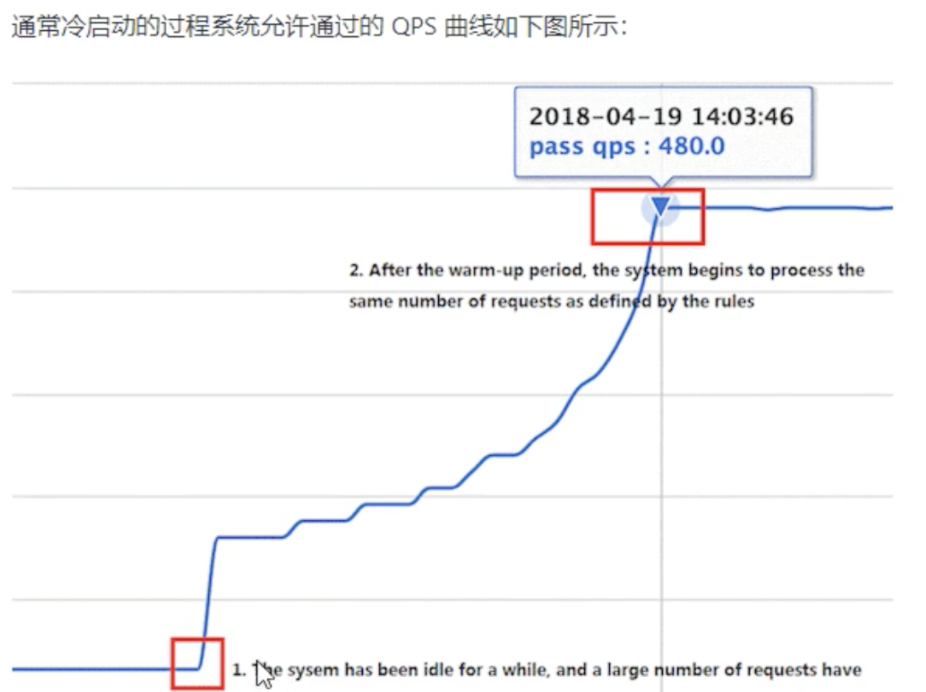 通常冷启动的过程系统允许通过的 QPS 曲线如下图所示：
2018-04-19 14:03:46
pass qps : 480.0
2. After the warm-up period, the system begins to process the
same number of requests as defined by the rules
1. The sysem has been idle for a while, and a large number of requests have